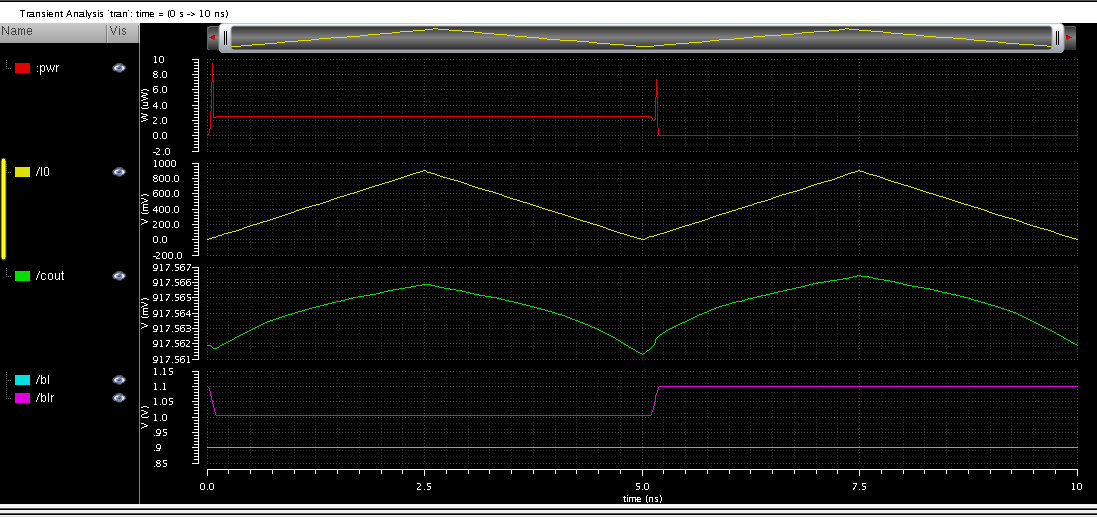 Transient Analysis `tran': time = (0 s -> 10 ns)
Name Vis
:pwr
10
8.0
6.0
4.0
2.0
0.0
-2.0
W (uW)
/I0
1000
800.0
600.0
400.0
200.0
0.0
-200.0
V (mV)
/cout
917.567
917.566
917.565
917.564
917.563
917.562
917.561
V (mV)
/bl
/blr
1.15
1.1
1.05
1.0
.95
.9
.85
V (V)
0.0 2.5 5.0 7.5 10
time (ns)